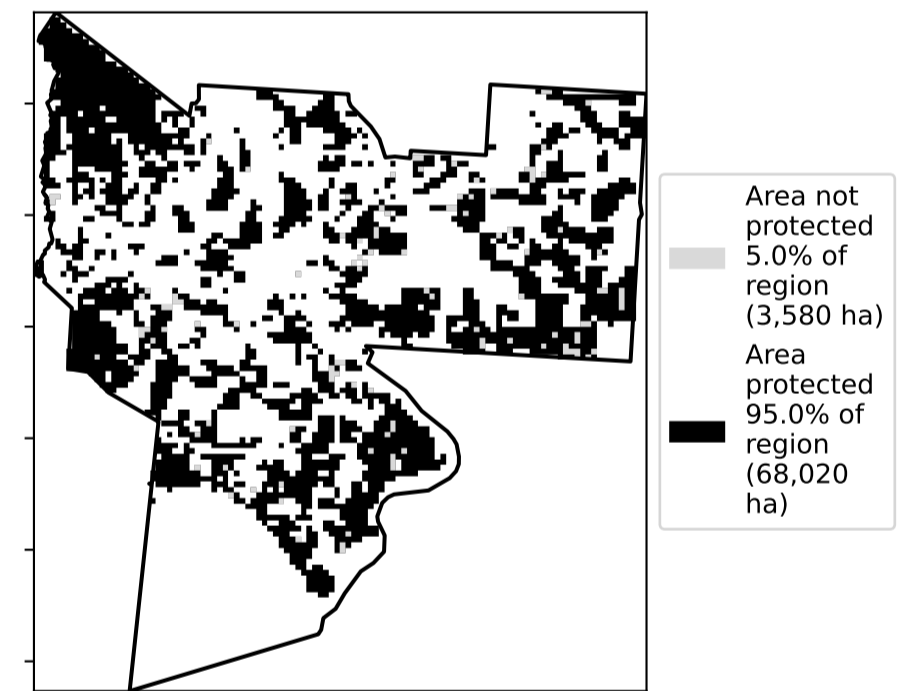 Area not
protected
5.0% of
region
(3,580 ha)
Area
protected
95.0% of
region
(68,020
ha)